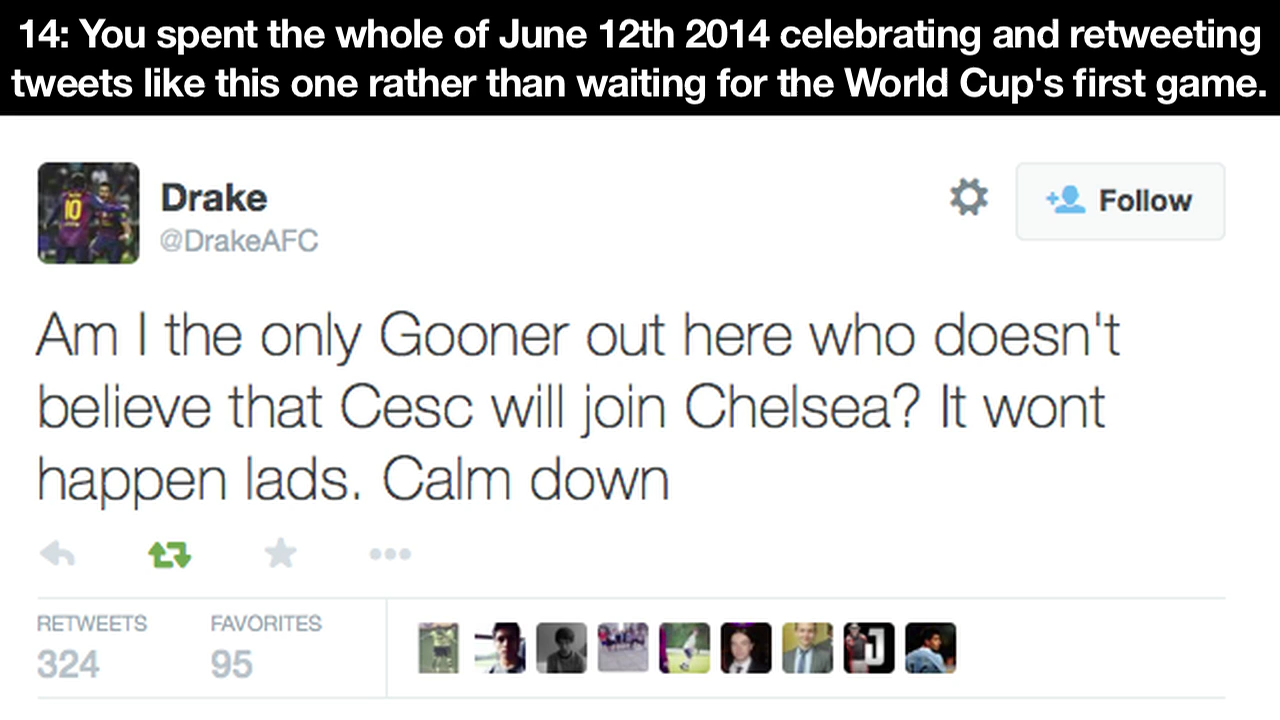 14: You spent the whole of June 12th 2014 celebrating and retweeting
tweets like this one rather than waiting for the World Cup's first game.
10
Drake
@DrakeAFC
Follow
Am I the only Gooner out here who doesn't
believe that Cesc will join Chelsea? It wont
happen lads. Calm down
RETWEETS
FAVORITES
324
95
J